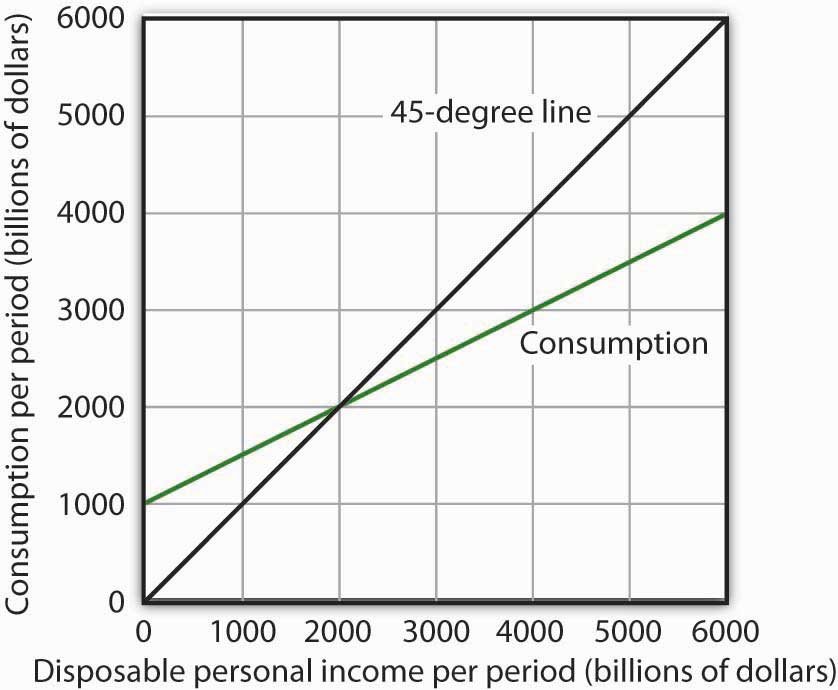 Consumption per period (billions of dollars)
6000
5000
4000
3000
2000
1000
0
45-degree line
Consumption
0 1000 2000 3000 4000 5000 6000
Disposable personal income per period (billions of dollars)